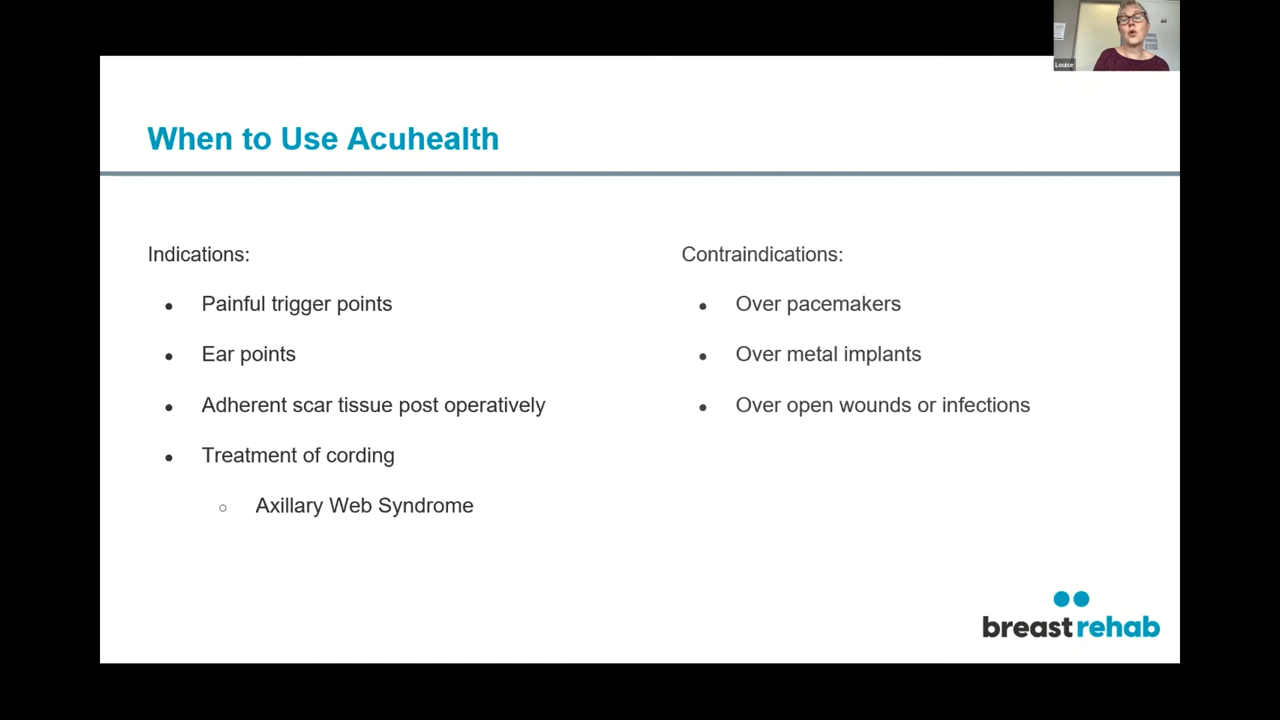 Louise
When to Use Acuhealth
Indications:
● Painful trigger points
● Ear points
● Adherent scar tissue post operatively
● Treatment of cording
○ Axillary Web Syndrome
Contraindications:
● Over pacemakers
● Over metal implants
● Over open wounds or infections
breast rehab